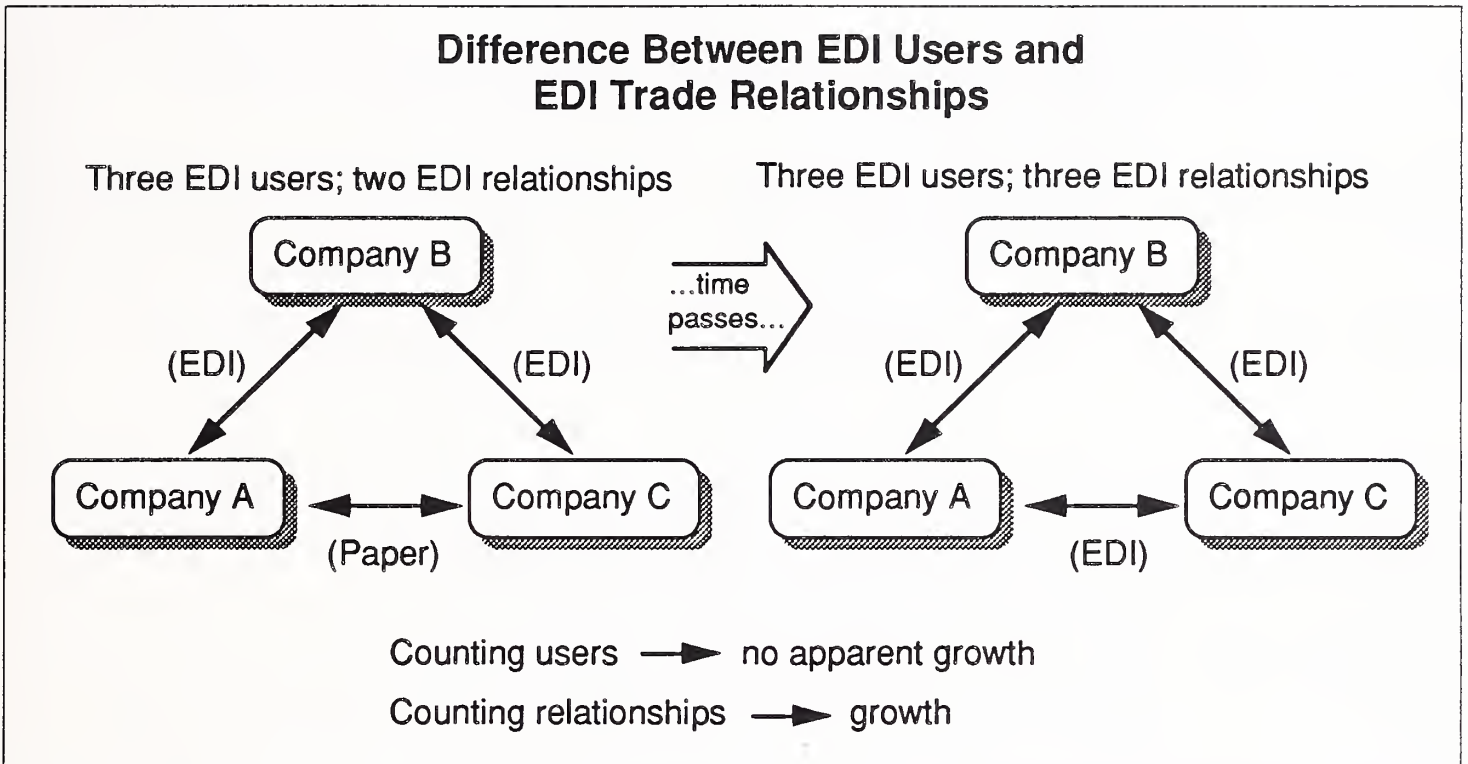 Difference Between EDI Users and
EDI Trade Relationships
Three EDI users; two EDI relationships
Company B
(EDI)
(EDI)
Company A
Company C
(Paper)
...time
passes...
Three EDI users; three EDI relationships
Company B
(EDI)
(EDI)
Company A
Company C
(EDI)
Counting users → no apparent growth
Counting relationships → growth